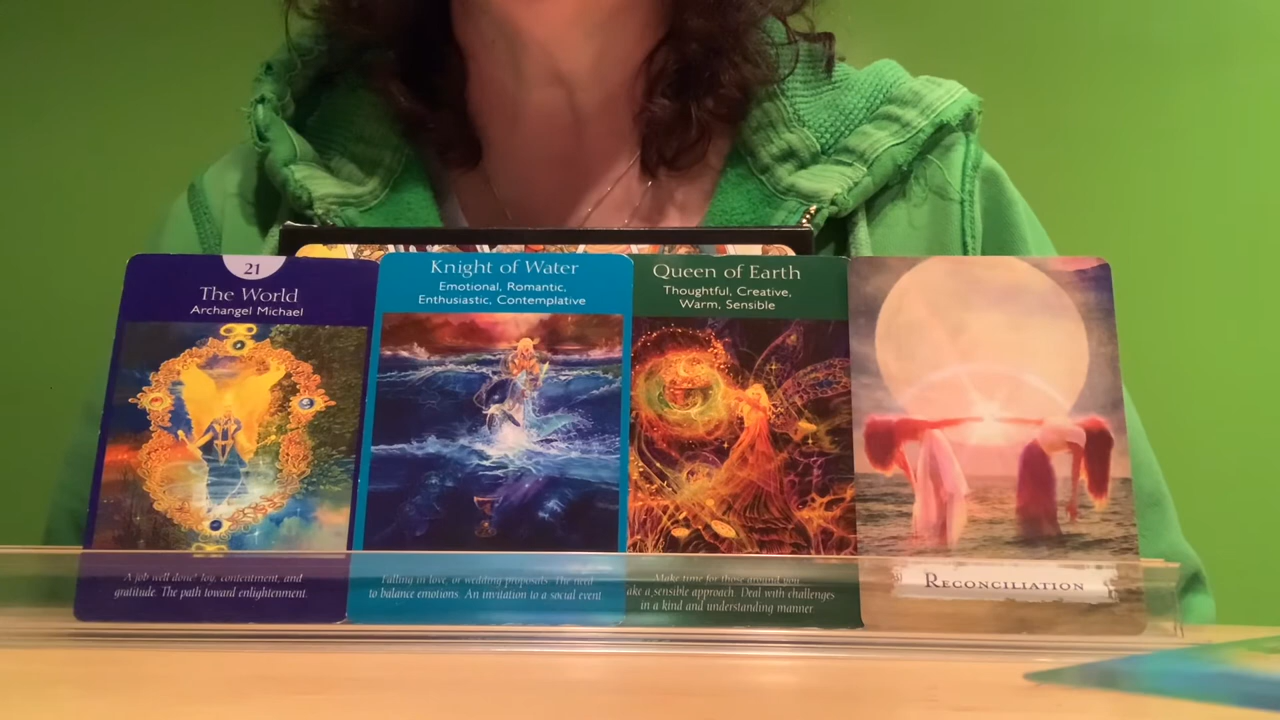 21
The World
Archangel Michael
A job well done! Joy, contentment, and
gratitude. The path toward enlightenment.
Knight of Water
Emotional, Romantic,
Enthusiastic, Contemplative
Falling in love, or wedding proposals. The need
to balance emotions. An invitation to a social event
Queen of Earth
Thoughtful, Creative,
Warm, Sensible
Make time for those around you
ake a sensible approach. Deal with challenges
in a kind and understanding manner
Reconciliation